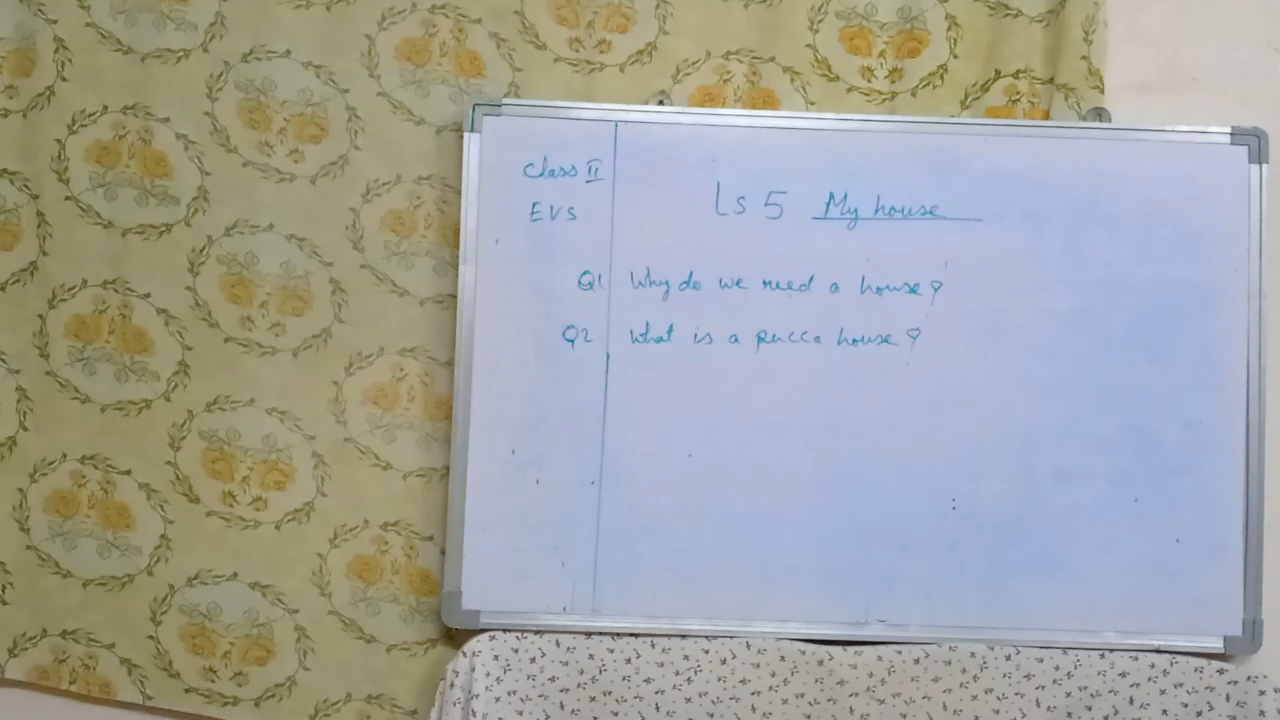 Class II
EVS
Ls 5 My house
Q1 Why do we need a house?
Q2 What is a pucca house?